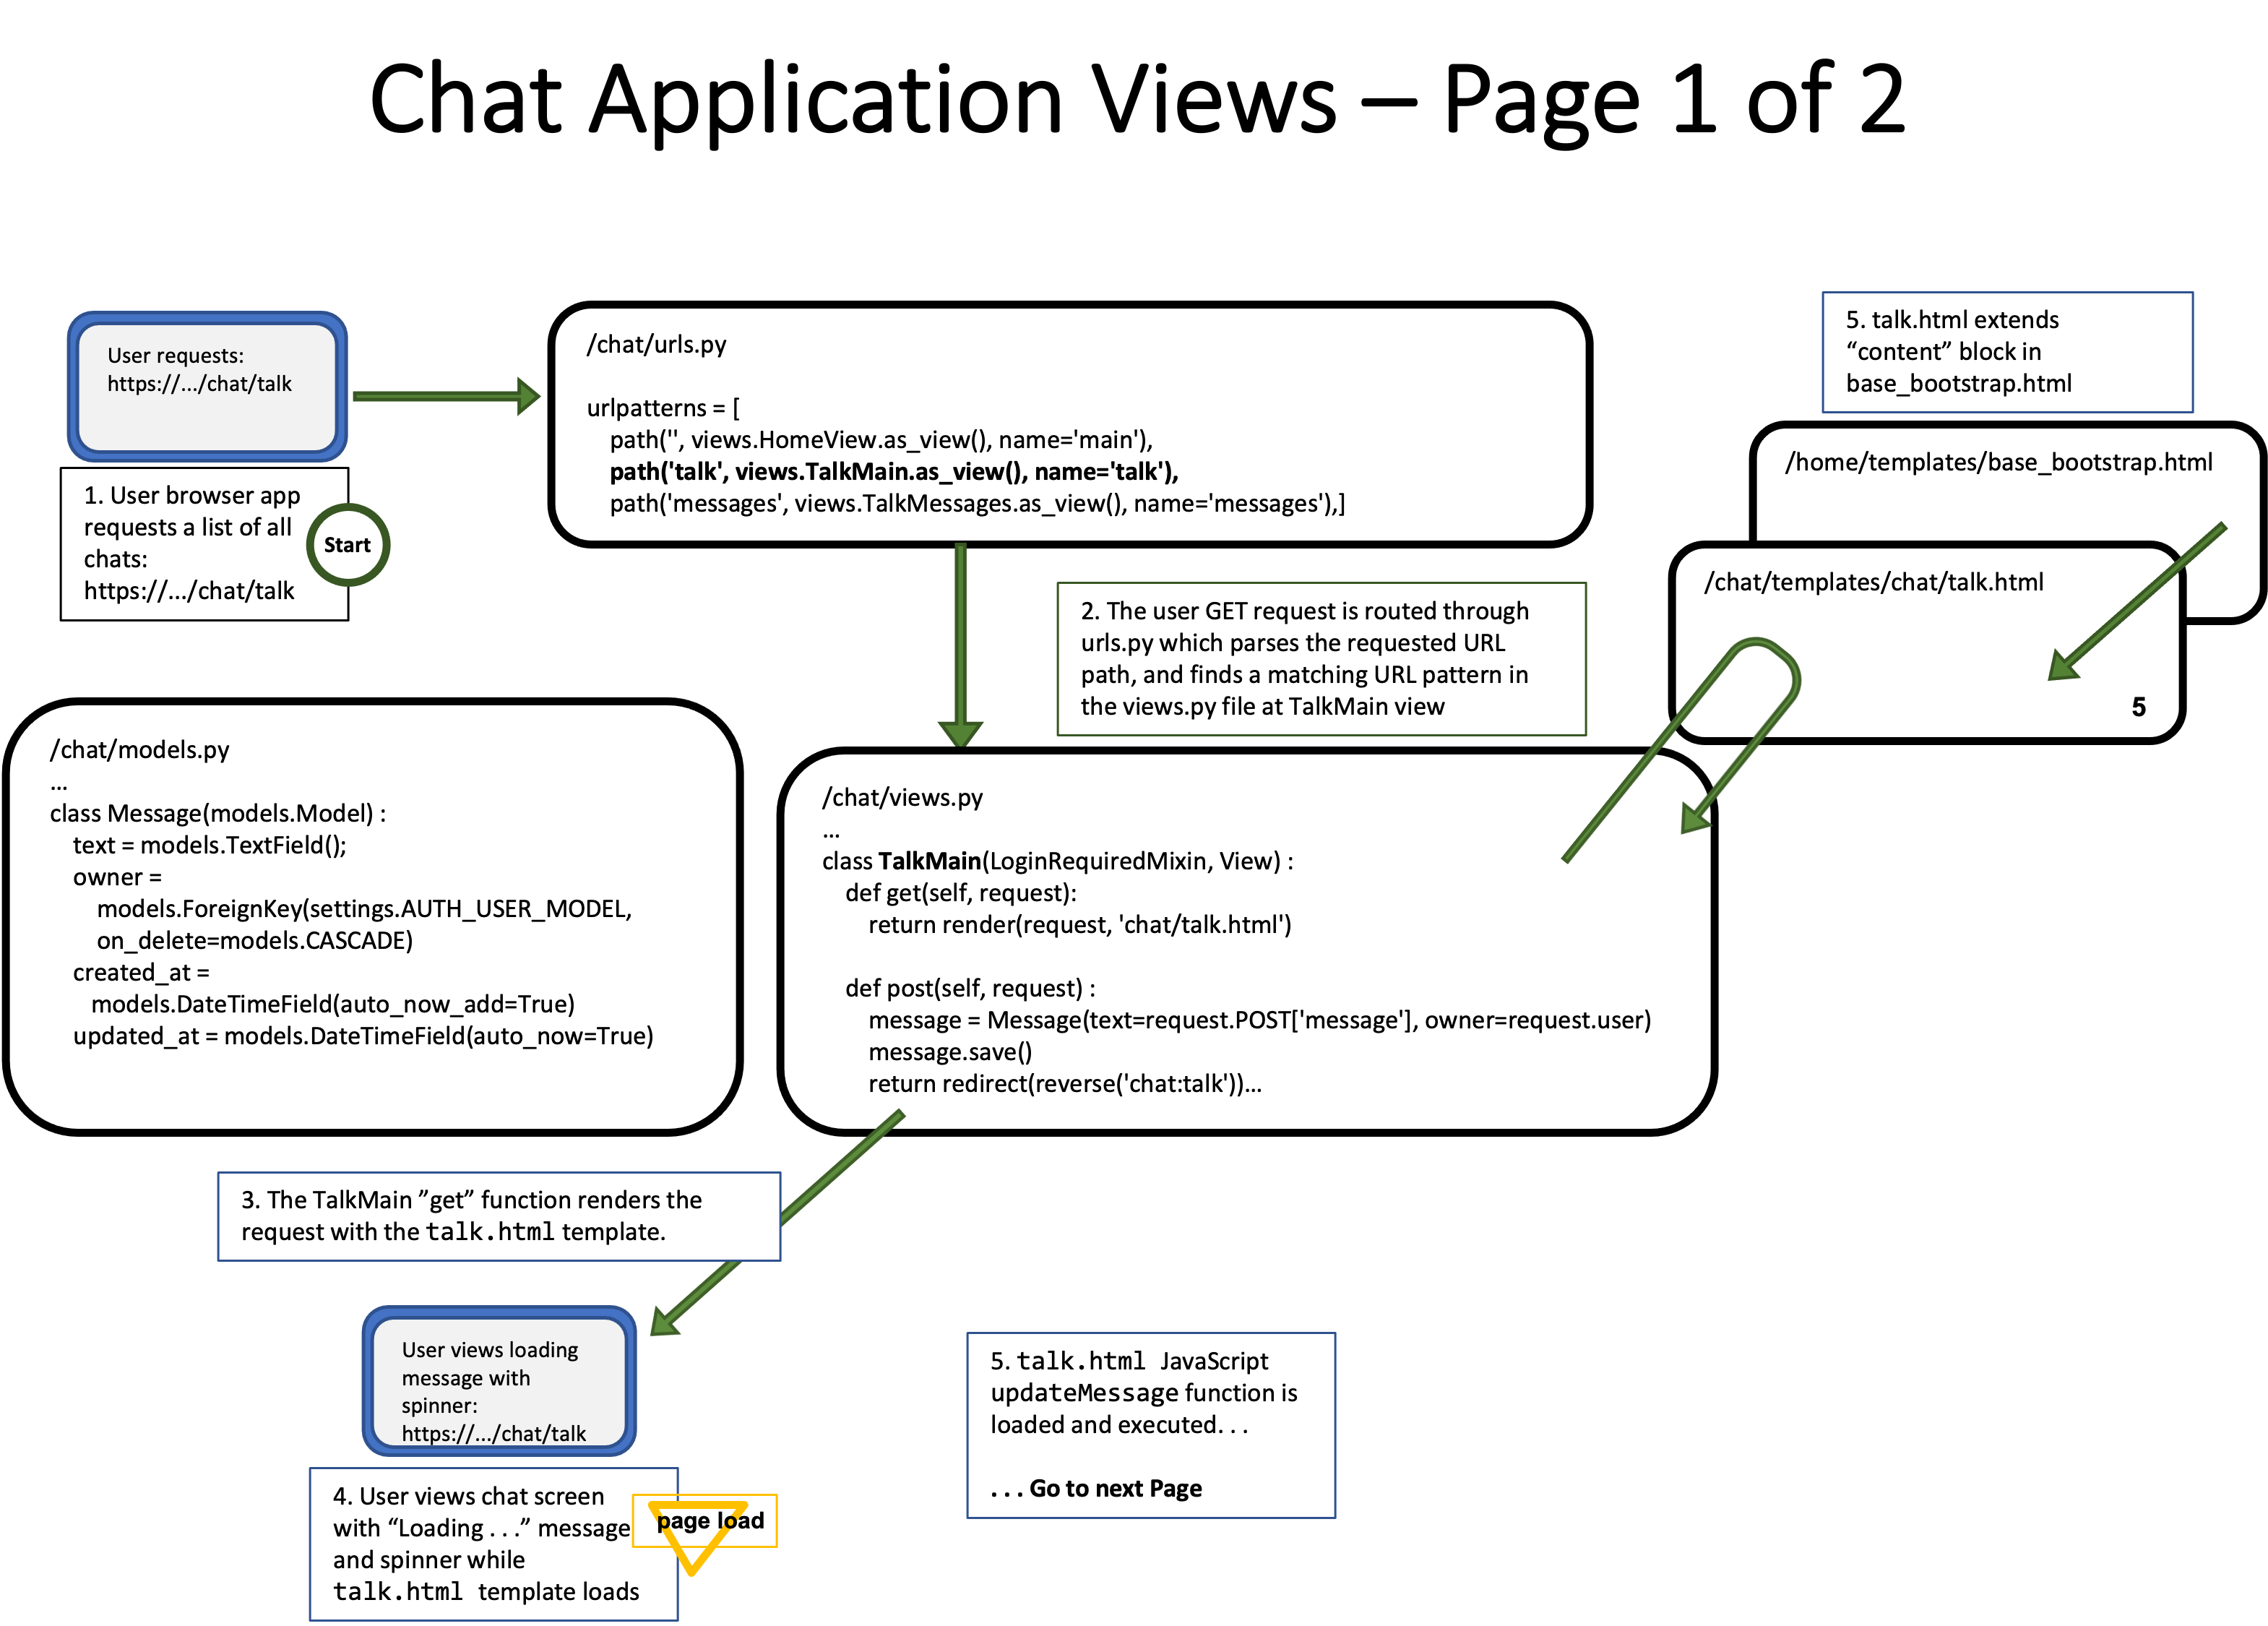 Chat Application Views – Page 1 of 2
User requests:
https://.../chat/talk
1. User browser app
requests a list of all
chats:
https://.../chat/talk
Start
/chat/urls.py
urlpatterns = [
path('', views.HomeView.as_view(), name='main'),
path('talk', views.TalkMain.as_view(), name='talk'),
path('messages', views.TalkMessages.as_view(), name='messages'),]
5. talk.html extends
“content” block in
base_bootstrap.html
/home/templates/base_bootstrap.html
/chat/templates/chat/talk.html
5
2. The user GET request is routed through
urls.py which parses the requested URL
path, and finds a matching URL pattern in
the views.py file at TalkMain view
/chat/models.py
...
class Message(models.Model) :
text = models.TextField();
owner =
models.ForeignKey(settings.AUTH_USER_MODEL,
on_delete=models.CASCADE)
created_at =
models.DateTimeField(auto_now_add=True)
updated_at = models.DateTimeField(auto_now=True)
/chat/views.py
...
class TalkMain(LoginRequiredMixin, View) :
def get(self, request):
return render(request, 'chat/talk.html')
def post(self, request) :
message = Message(text=request.POST['message'], owner=request.user)
message.save()
return redirect(reverse('chat:talk'))...
3. The TalkMain ”get” function renders the
request with the talk.html template.
User views loading
message with
spinner:
https://.../chat/talk
4. User views chat screen
with “Loading . . .” message
and spinner while
talk.html template loads
page load
5. talk.html JavaScript
updateMessage function is
loaded and executed. . .
. . . Go to next Page